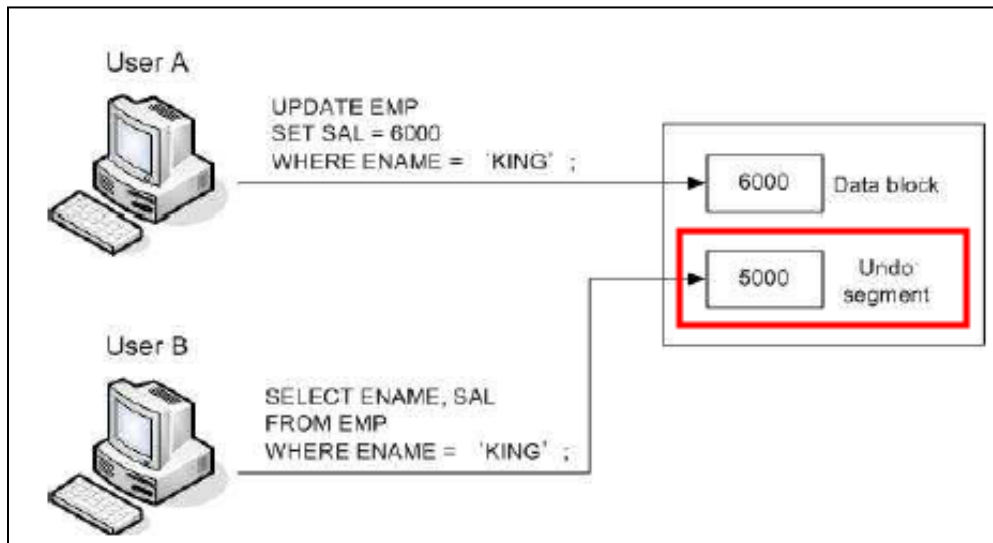 User A
UPDATE EMP
SET SAL = 6000
WHERE ENAME = 'KING' ;
6000
Data block
5000
Undo
segment
User B
SELECT ENAME, SAL
FROM EMP
WHERE ENAME = 'KING' ;